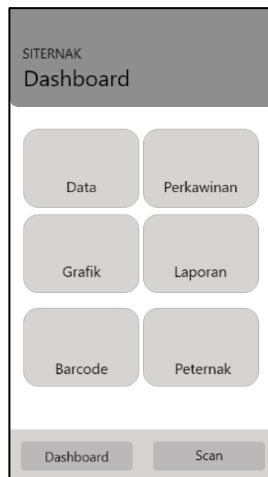 SITERNAK
Dashboard
Data
Perkawinan
Grafik
Laporan
Barcode
Peternak
Dashboard
Scan